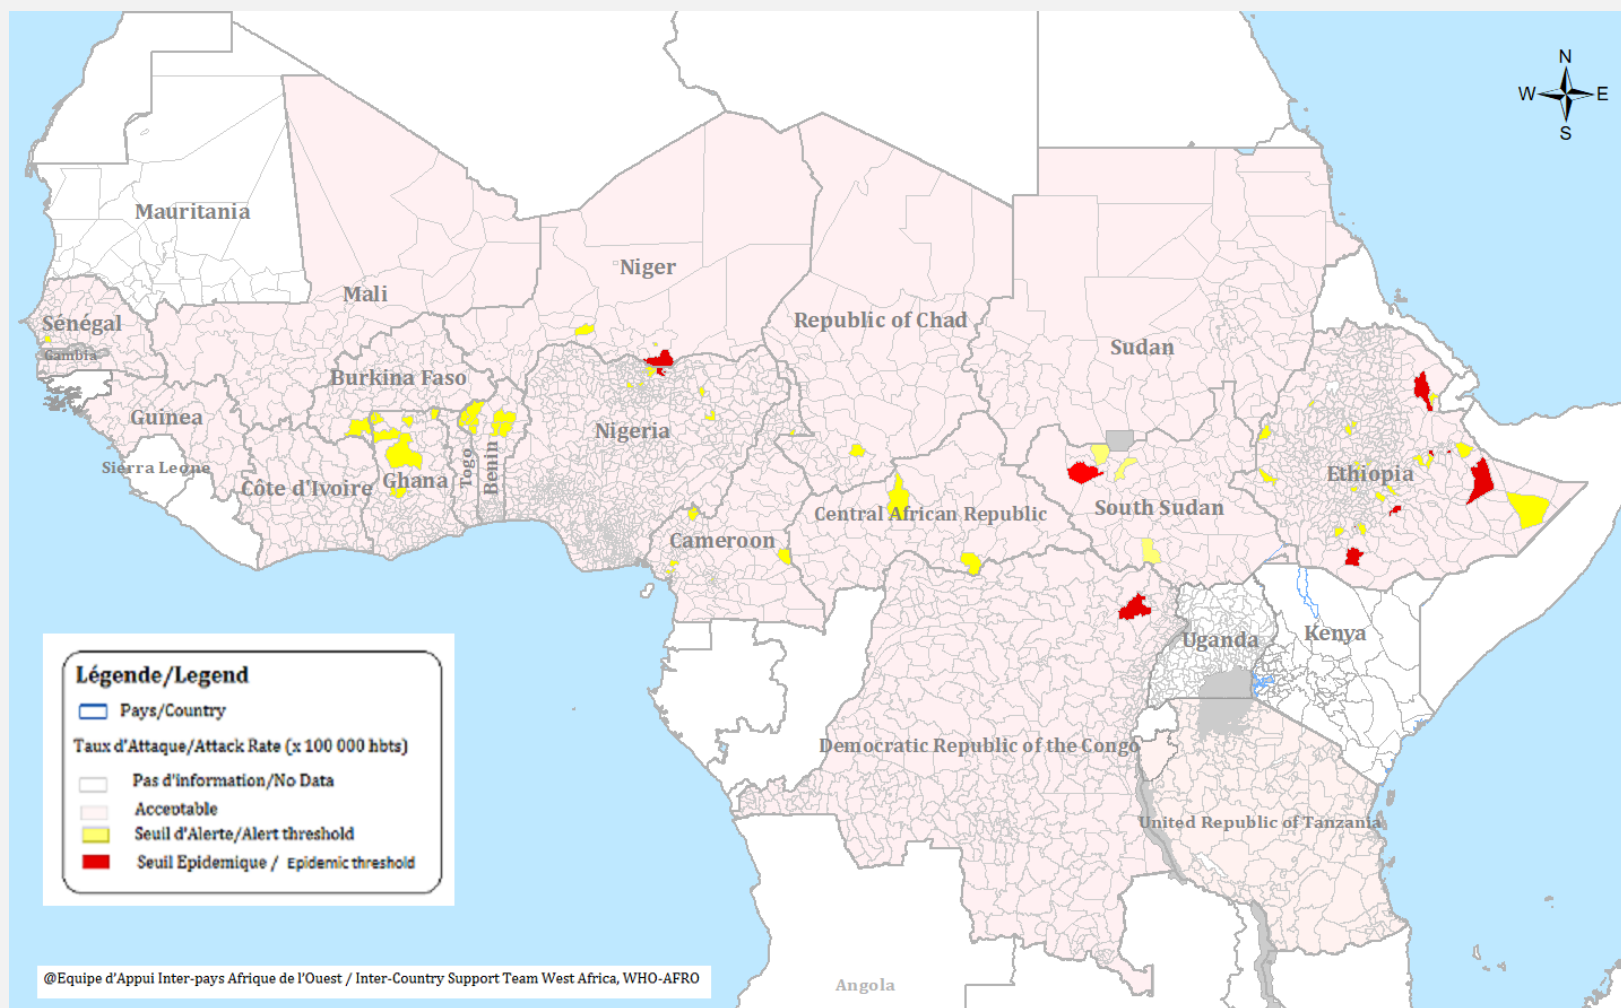 N
W E
S
Mauritania
Niger
Mali
Republic of Chad
Sénégal
Sudan
Gambia
Burkina Faso
Guinea
Nigeria
Sierra Leone
Togo
Benin
Ethiopia
Côte d'Ivoire
Ghana
Central African Republic
South Sudan
Cameroon
Uganda
Kenya
Democratic Republic of the Congo
United Republic of Tanzania
Angola
Légende/Legend
Pays/Country
Taux d'Attaque/Attack Rate (x 100 000 hbts)
Pas d'information/No Data
Acceptable
Seuil d'Alerte/Alert threshold
Seuil Epidemique / Epidemic threshold
@Equipe d'Appui Inter-pays Afrique de l'Ouest / Inter-Country Support Team West Africa, WHO-AFRO